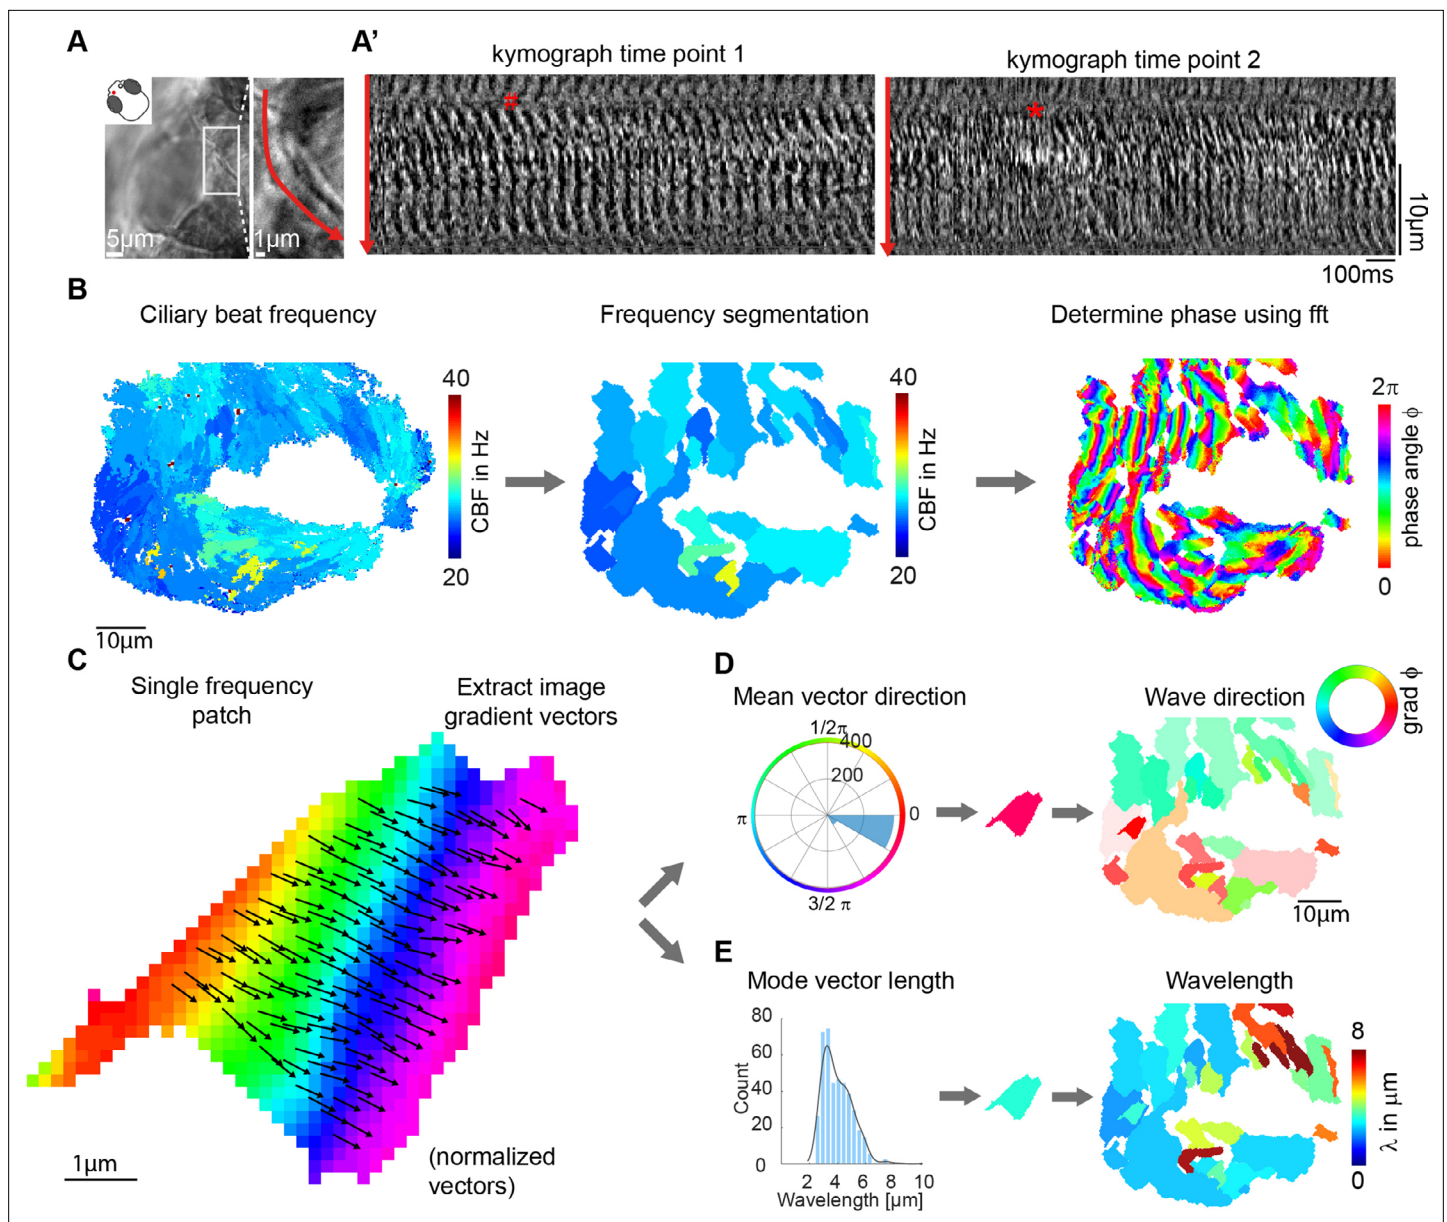 A
A'
kymograph time point 1
kymograph time point 2
#
*
5μm
1μm
10μm
100ms
B
Ciliary beat frequency
Frequency segmentation
Determine phase using fft
40
CBF in Hz
20
40
CBF in Hz
20
2π
phase angle ϕ
0
10μm
C
Single frequency
patch
Extract image
gradient vectors
(normalized
vectors)
1μm
D
Mean vector direction
1/2π
400
200
0
π
3/2 π
Wave direction
grad ϕ
10μm
E
Mode vector length
80
60
40
20
0
Count
2 4 6 8 10
Wavelength [μm]
Wavelength
8
λ in μm
0